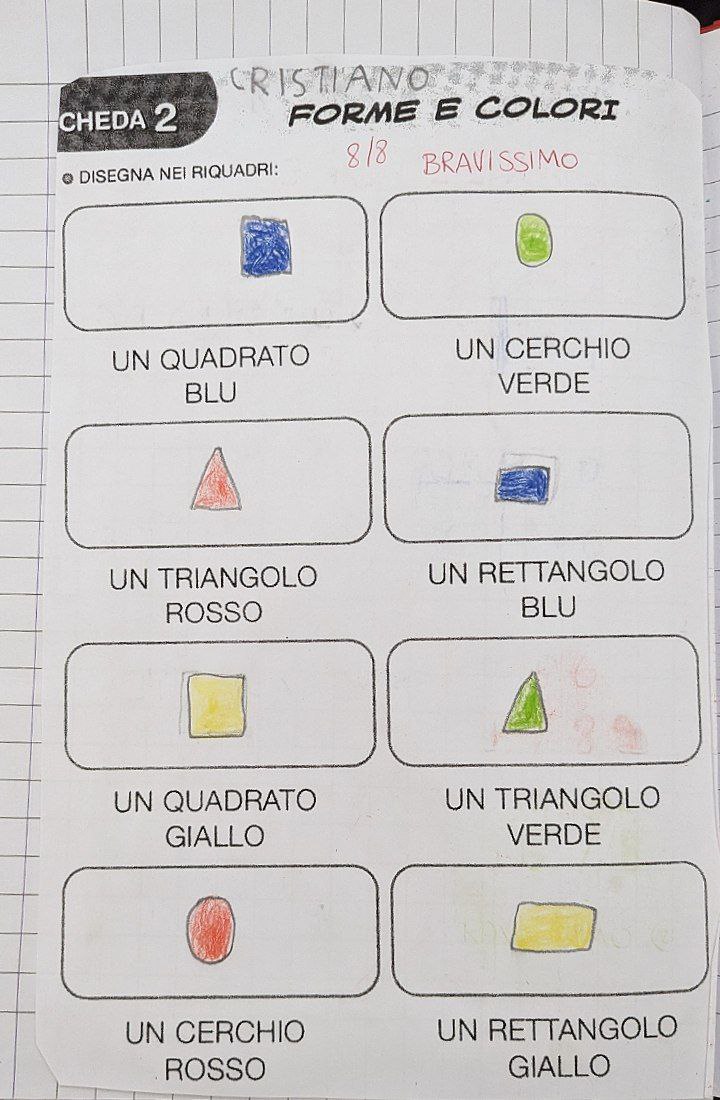 CRISTIANO
CHEDA 2
FORME E COLORI
8/8 BRAVISSIMO
DISEGNA NEI RIQUADRI:
UN QUADRATO
BLU
UN CERCHIO
VERDE
UN TRIANGOLO
ROSSO
UN RETTANGOLO
BLU
UN QUADRATO
GIALLO
UN TRIANGOLO
VERDE
UN CERCHIO
ROSSO
UN RETTANGOLO
GIALLO